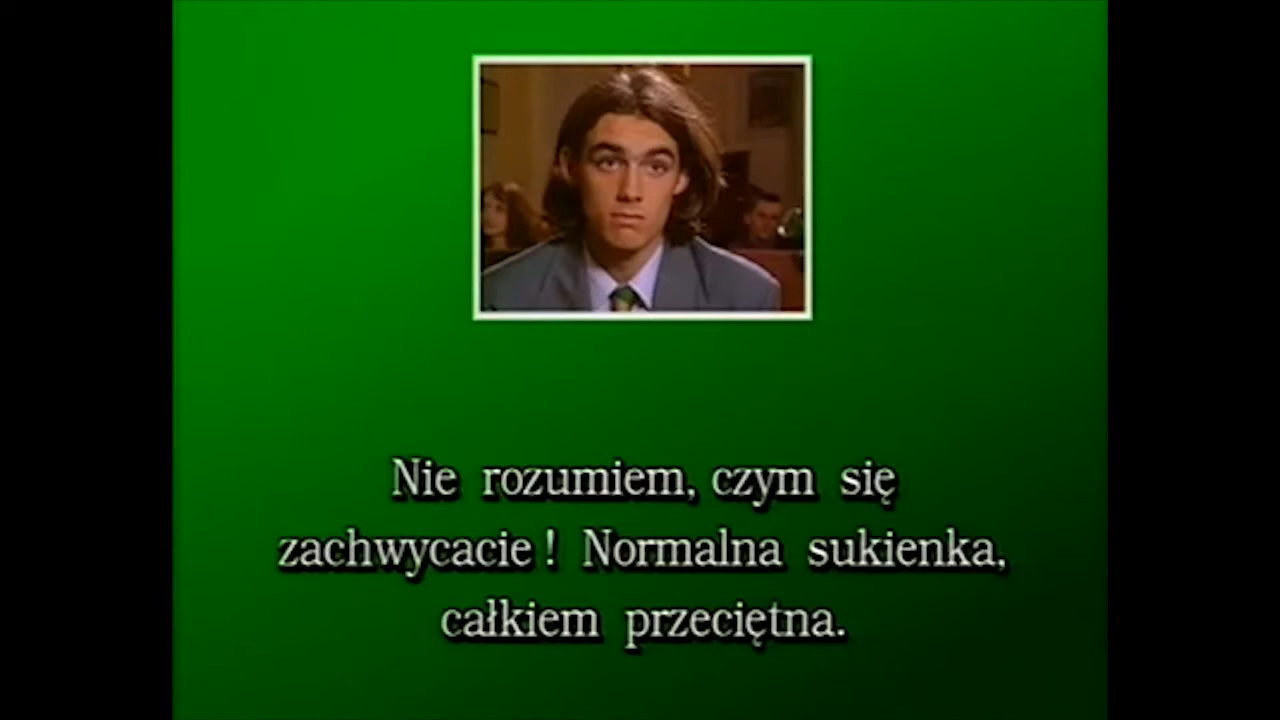 Nie rozumiem, czym się
zachwycacie! Normalna sukienka,
całkiem przeciętna.